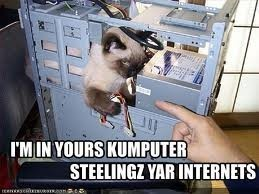 I'M IN YOURS KUMPUTER
STEELINGZ YAR INTERNETS